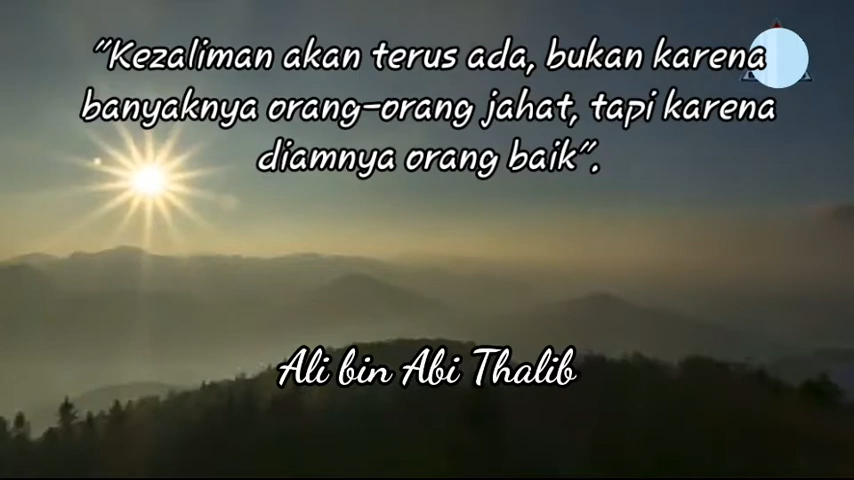 "Kezaliman akan terus ada, bukan karena
banyaknya orang-orang jahat, tapi karena
diamnya orang baik".
Ali bin Abi Thalib